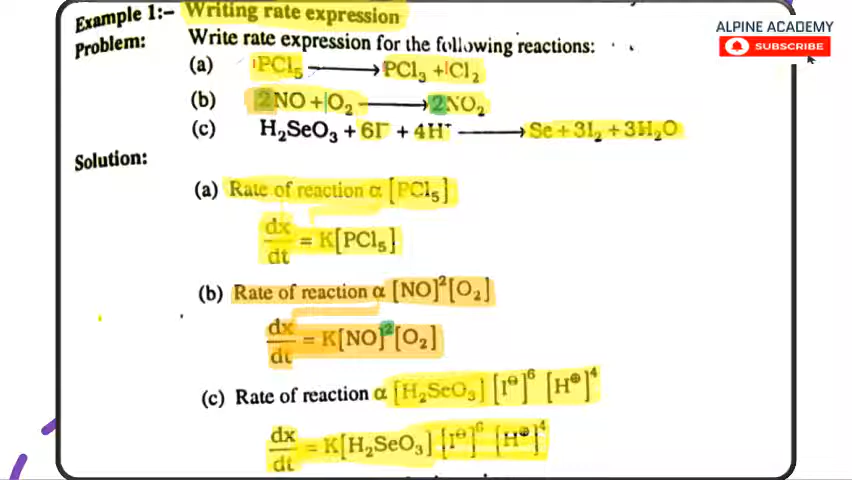 Example 1:- Writing rate expression
ALPINE ACADEMY
SUBSCRIBE
Problem: Write rate expression for the following reactions:
(a) PCl₅ ⟶ PCl₃ + Cl₂
(b) 2NO + O₂ ⟶ 2NO₂
(c) H₂SeO₃ + 6I⁻ + 4H⁺ ⟶ Se + 3I₂ + 3H₂O
Solution:
(a) Rate of reaction α [PCl₅]
dx/dt = K[PCl₅]
(b) Rate of reaction α [NO]²[O₂]
dx/dt = K[NO]²[O₂]
(c) Rate of reaction α [H₂SeO₃] [I⊖]⁶ [H⊕]⁴
dx/dt = K[H₂SeO₃] [I⊖]⁶ [H⊕]⁴